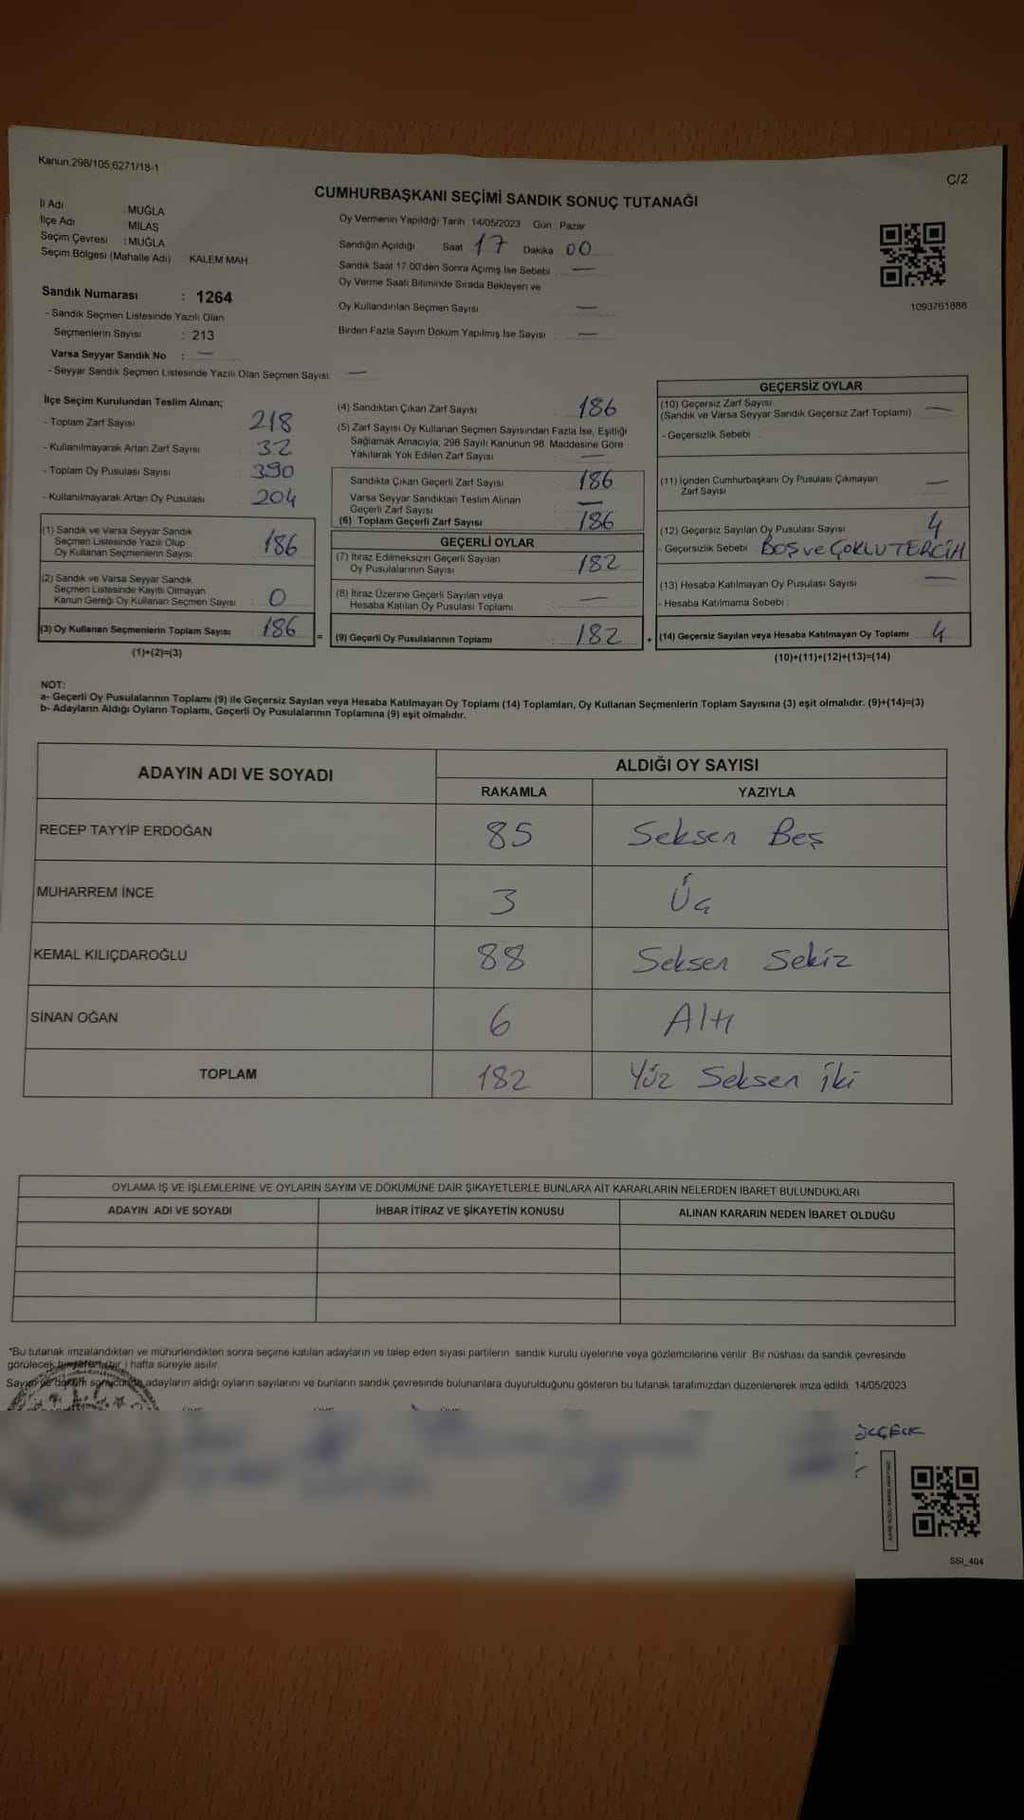 Kanun:298/105,6271/18-1
C/2
CUMHURBAŞKANI SEÇİMİ SANDIK SONUÇ TUTANAĞI
İl Adı : MUĞLA
İlçe Adı MİLAS
Seçim Çevresi : MUĞLA
Seçim Bölgesi (Mahalle Adı) KALEM MAH
Sandık Numarası : 1264
- Sandık Seçmen Listesinde Yazılı Olan
Seçmenlerin Sayısı : 213
Varsa Seyyar Sandık No : —
- Seyyar Sandık Seçmen Listesinde Yazılı Olan Seçmen Sayısı —
Oy Vermenin Yapıldığı Tarih 14/05/2023 Gün : Pazar
Sandığın Açıldığı Saat 17 Dakika 00
Sandık Saat 17.00'den Sonra Açımış İse Sebebi —
Oy Verme Saati Bitiminde Sırada Bekleyen ve
Oy Kullandırılan Seçmen Sayısı —
Birden Fazla Sayım Döküm Yapılmış İse Sayısı —
1093761888
İlçe Seçim Kurulundan Teslim Alınan;
- Toplam Zarf Sayısı 218
- Kullanılmayarak Artan Zarf Sayısı 32
- Toplam Oy Pusulası Sayısı 390
- Kullanılmayarak Artan Oy Pusulası 204
(1) Sandık ve Varsa Seyyar Sandık
Seçmen Listesinde Yazılı Olup
Oy Kullanan Seçmenlerin Sayısı 186
(2) Sandık ve Varsa Seyyar Sandık
Seçmen Listesinde Kayıtlı Olmayan
Kanun Gereği Oy Kullanan Seçmen Sayısı 0
(3) Oy Kullanan Seçmenlerin Toplam Sayısı 186 =
(1)+(2)=(3)
(4) Sandıktan Çıkan Zarf Sayısı 186
(5) Zarf Sayısı Oy Kullanan Seçmen Sayısından Fazla İse, Eşitliği
Sağlamak Amacıyla, 298 Sayılı Kanunun 98. Maddesine Göre
Yakılarak Yok Edilen Zarf Sayısı —
Sandıkta Çıkan Geçerli Zarf Sayısı 186
Varsa Seyyar Sandıktan Teslim Alınan
Geçerli Zarf Sayısı —
(6) Toplam Geçerli Zarf Sayısı 186
GEÇERLİ OYLAR
(7) İtiraz Edilmeksizin Geçerli Sayılan
Oy Pusulalarının Sayısı 182
(8) İtiraz Üzerine Geçerli Sayılan veya
Hesaba Katılan Oy Pusulası Toplamı —
(9) Geçerli Oy Pusulalarının Toplamı 182 +
GEÇERSİZ OYLAR
(10) Geçersiz Zarf Sayısı
(Sandık ve Varsa Seyyar Sandık Geçersiz Zarf Toplamı) —
- Geçersizlik Sebebi
(11) İçinden Cumhurbaşkanı Oy Pusulası Çıkmayan
Zarf Sayısı —
(12) Geçersiz Sayılan Oy Pusulası Sayısı 4
- Geçersizlik Sebebi BOŞ ve ÇOKLU TERCİH
(13) Hesaba Katılmayan Oy Pusulası Sayısı —
- Hesaba Katılmama Sebebi :
(14) Geçersiz Sayılan veya Hesaba Katılmayan Oy Toplamı 4
(10)+(11)+(12)+(13)=(14)
NOT:
a- Geçerli Oy Pusulalarının Toplamı (9) ile Geçersiz Sayılan veya Hesaba Katılmayan Oy Toplamı (14) Toplamları, Oy Kullanan Seçmenlerin Toplam Sayısına (3) eşit olmalıdır. (9)+(14)=(3)
b- Adayların Aldığı Oyların Toplamı, Geçerli Oy Pusulalarının Toplamına (9) eşit olmalıdır.
ADAYIN ADI VE SOYADI
ALDIĞI OY SAYISI
RAKAMLA YAZIYLA
RECEP TAYYİP ERDOĞAN 85 Seksen Beş
MUHARREM İNCE 3 Üç
KEMAL KILIÇDAROĞLU 88 Seksen Sekiz
SİNAN OĞAN 6 Altı
TOPLAM 182 Yüz Seksen İki
OYLAMA İŞ VE İŞLEMLERİNE VE OYLARIN SAYIM VE DÖKÜMÜNE DAİR ŞİKAYETLERLE BUNLARA AİT KARARLARIN NELERDEN İBARET BULUNDUKLARI
ADAYIN ADI VE SOYADI İHBAR İTİRAZ VE ŞİKAYETİN KONUSU ALINAN KARARIN NEDEN İBARET OLDUĞU
*Bu tutanak imzalandıktan ve mühürlendikten sonra seçime katılan adayların ve talep eden siyasi partilerin sandık kurulu üyelerine veya gözlemcilerine verilir. Bir nüshası da sandık çevresinde
görülecek bir hafta süreyle asılır.
adayların aldığı oyların sayılarını ve bunların sandık çevresinde bulunanlara duyurulduğunu gösteren bu tutanak tarafımızdan düzenlenerek imza edildi. 14/05/2023
SSI_404